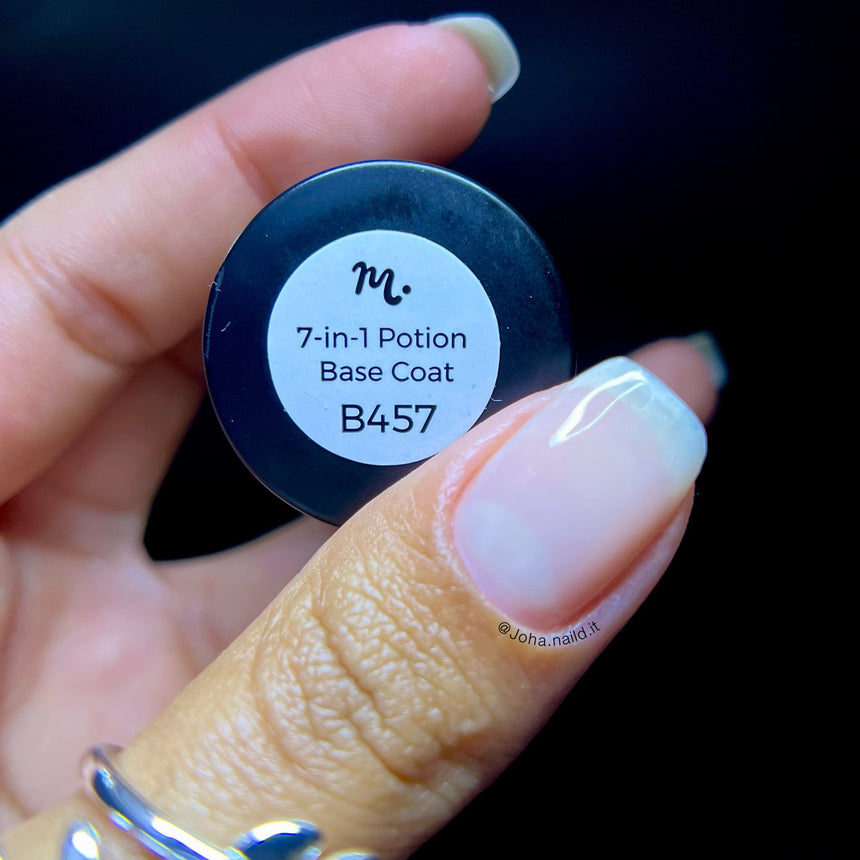 m.
7-in-1 Potion
Base Coat
B457
@Joha.naild.it